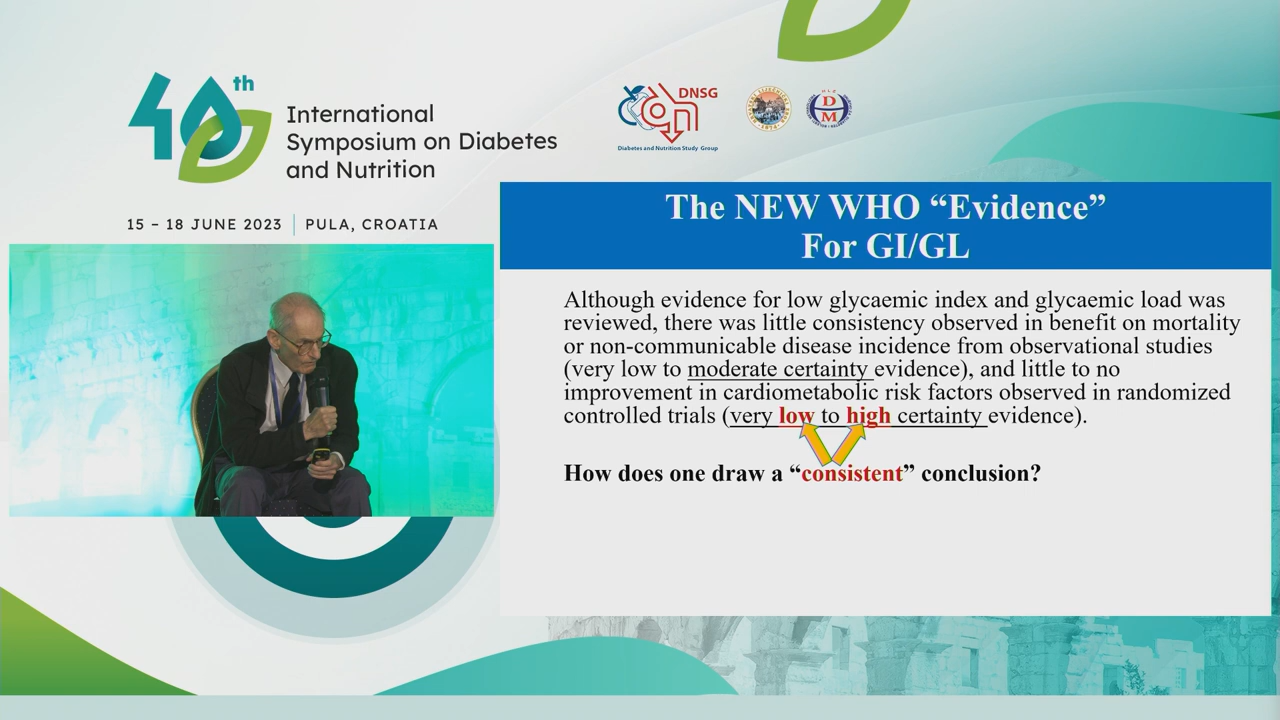 40th
International
Symposium on Diabetes
and Nutrition
15 – 18 JUNE 2023 | PULA, CROATIA
DNSG
Diabetes and Nutrition Study Group
D
M
The NEW WHO “Evidence”
For GI/GL
Although evidence for low glycaemic index and glycaemic load was
reviewed, there was little consistency observed in benefit on mortality
or non-communicable disease incidence from observational studies
(very low to moderate certainty evidence), and little to no
improvement in cardiometabolic risk factors observed in randomized
controlled trials (very low to high certainty evidence).
How does one draw a “consistent” conclusion?